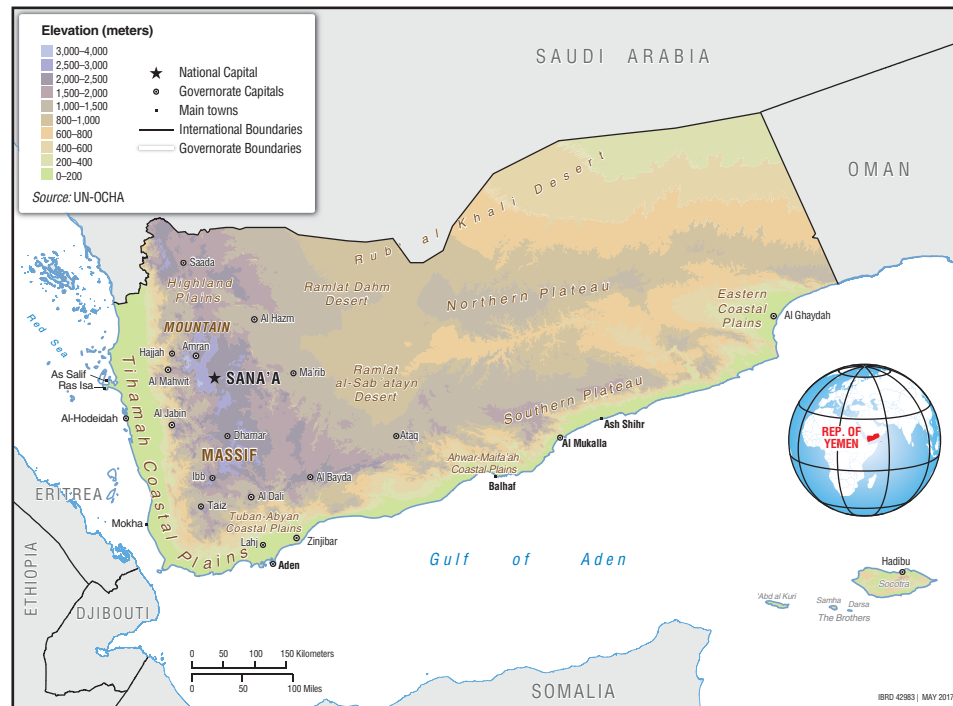 Elevation (meters)
3,000–4,000
2,500–3,000
2,000–2,500
1,500–2,000
1,000–1,500
800–1,000
600–800
400–600
200–400
0–200
National Capital
Governorate Capitals
Main towns
International Boundaries
Governorate Boundaries
Source: UN-OCHA
SAUDI ARABIA
OMAN
Rub al Khali Desert
Saada
Highland
Plains
Ramlat Dahm
Desert
Northern Plateau
Eastern
Coastal
Plains
Al Ghaydah
Al Hazm
MOUNTAIN
Red Sea
Hajjah
Amran
As Salif
Ras Isa
Al Mahwit
SANA'A
Ma'rib
Ramlat
al-Sab`atayn
Desert
Tihamah Coastal Plains
Southern Plateau
Al-Hodeidah
Al Jabin
Dhamar
Ataq
Ash Shihr
Al Mukalla
MASSIF
Ahwar-Maifa'ah
Coastal Plains
Balhaf
REP. OF
YEMEN
Ibb
Al Bayda
ERITREA
Taiz
Al Dali
Tuban-Abyan
Coastal Plains
Mokha
Lahj
Zinjibar
Aden
Gulf of Aden
Hadibu
Socotra
'Abd al Kuri
Samha
Darsa
The Brothers
ETHIOPIA
DJIBOUTI
0 50 100 150 Kilometers
0 50 100 Miles
SOMALIA
IBRD 42983 | MAY 2017